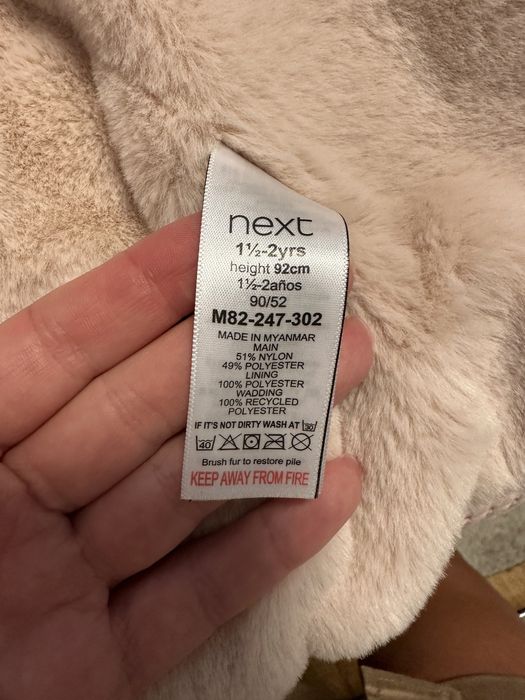 next
1½-2yrs
height 92cm
1½-2años
90/52
M82-247-302
MADE IN MYANMAR
MAIN
51% NYLON
49% POLYESTER
LINING
100% POLYESTER
WADDING
100% RECYCLED
POLYESTER
IF IT'S NOT DIRTY WASH AT 30
40
Brush fur to restore pile
KEEP AWAY FROM FIRE